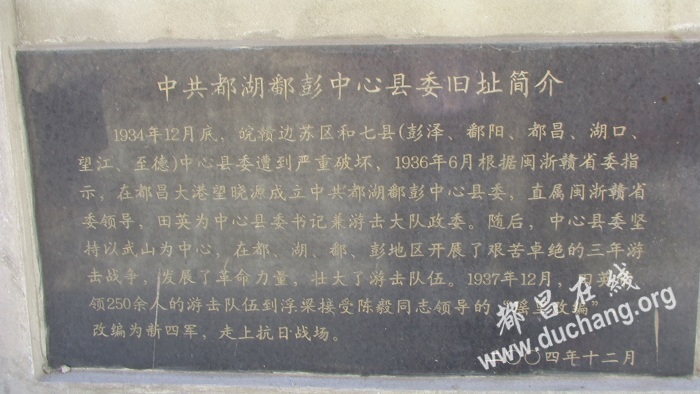 中共都湖鄱彭中心县委旧址简介
1934年12月底，皖赣边苏区和七县(彭泽、鄱阳、都昌、湖口、
望江、至德)中心县委遭到严重破坏，1936年6月根据闽浙赣省委指
示，在都昌大港望晓源成立中共都湖鄱彭中心县委，直属闽浙赣省
委领导，田英为中心县委书记兼游击大队政委。随后，中心县委坚
持以武山为中心，在都、湖、鄱、彭地区开展了艰苦卓绝的三年游
击战争，发展了革命力量，壮大了游击队伍。1937年12月，田英
领250余人的游击队伍到浮梁接受陈毅同志领导的“瑶里改编”
改编为新四军，走上抗日战场。
二〇〇四年十二月
都昌在线
www.duchang.org